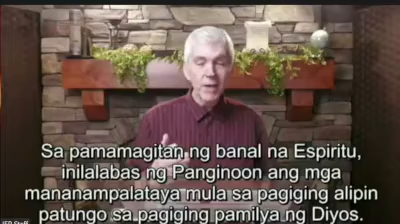 Sa pamamagitan ng banal na Espiritu,
inilalabas ng Panginoon ang mga
mananampalataya mula sa pagiging alipin
patungo sa pagiging pamilya ng Diyos.